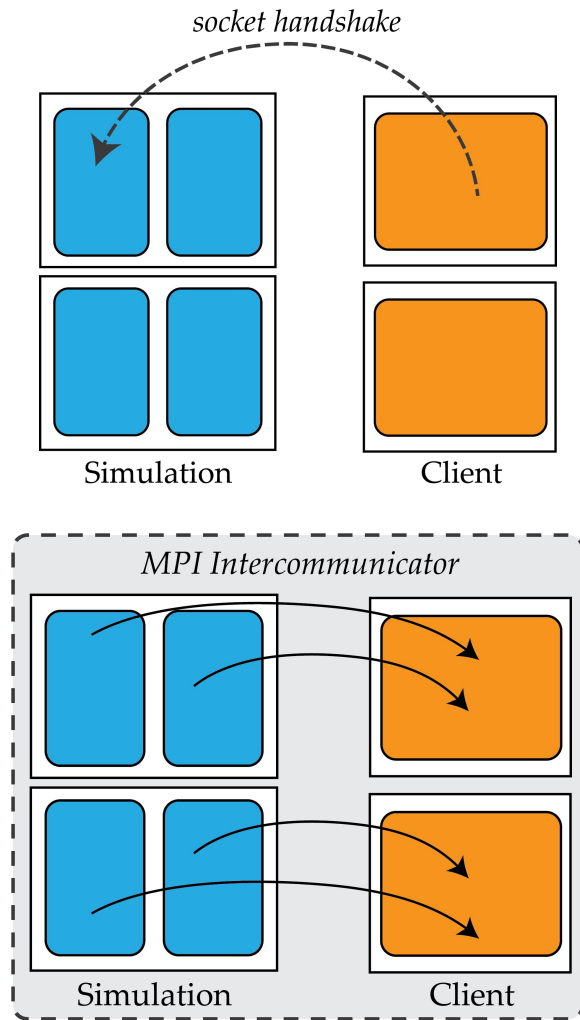 socket handshake
Simulation
Client
MPI Intercommunicator
Simulation
Client